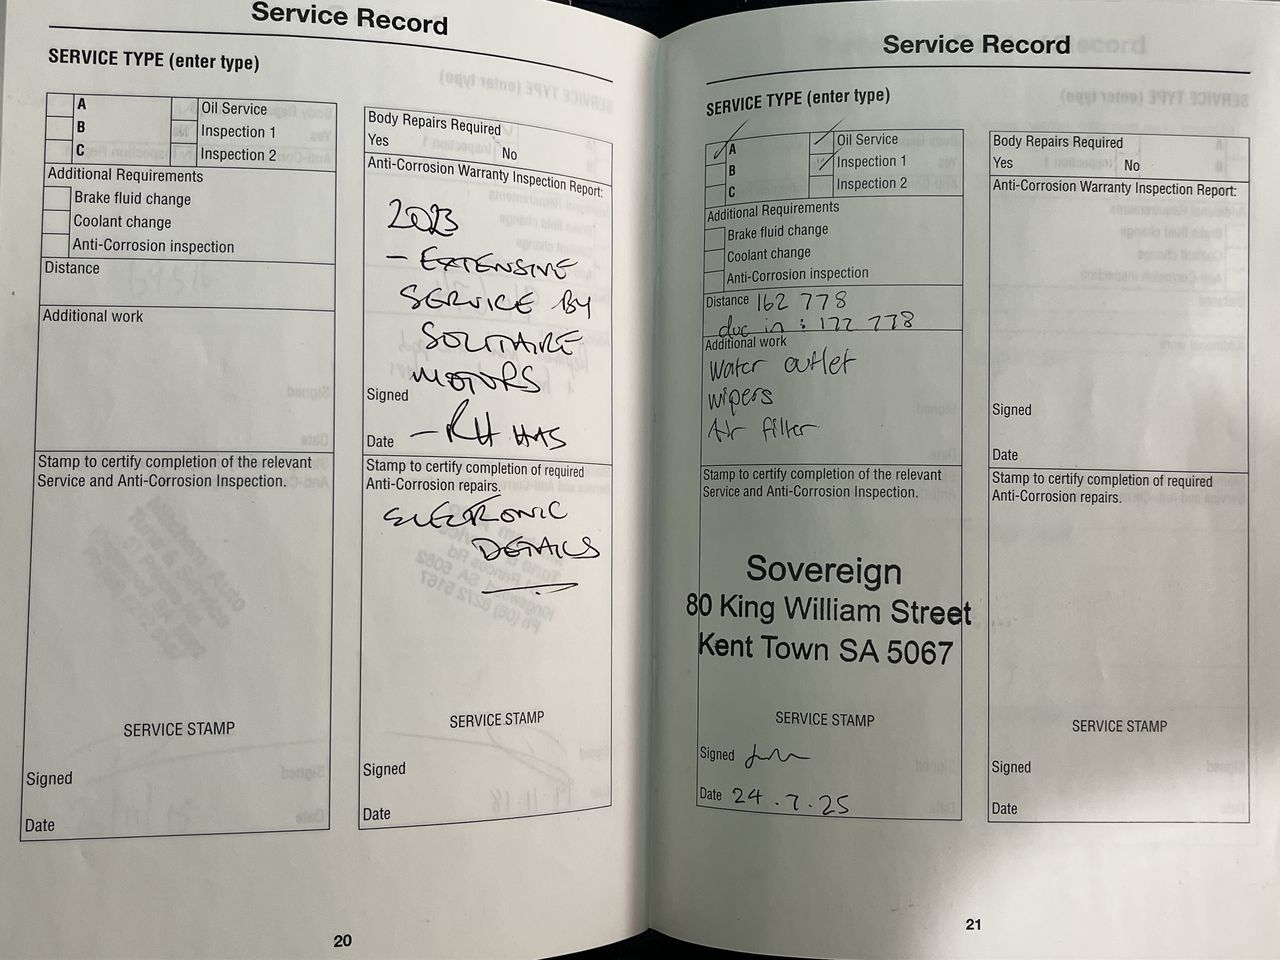 Service Record
SERVICE TYPE (enter type)
A
B
C
Oil Service
Inspection 1
Inspection 2
Additional Requirements
Brake fluid change
Coolant change
Anti-Corrosion inspection
Distance
Additional work
Stamp to certify completion of the relevant
Service and Anti-Corrosion Inspection.
SERVICE STAMP
Signed
Date
Body Repairs Required
Yes No
Anti-Corrosion Warranty Inspection Report:
2023
- EXTENSIVE
SERVICE BY
SOLITAIRE
MOTORS
Signed
Date - RH HAS
Stamp to certify completion of required
Anti-Corrosion repairs.
ELECTRONIC
DETAILS
SERVICE STAMP
Signed
Date
20
Service Record
SERVICE TYPE (enter type)
A
B
C
Oil Service
Inspection 1
Inspection 2
Additional Requirements
Brake fluid change
Coolant change
Anti-Corrosion inspection
Distance 162 778
due in : 172 778
Additional work
Water outlet
wipers
Air filter
Stamp to certify completion of the relevant
Service and Anti-Corrosion Inspection.
Sovereign
80 King William Street
Kent Town SA 5067
SERVICE STAMP
Signed
Date 24.7.25
Body Repairs Required
Yes No
Anti-Corrosion Warranty Inspection Report:
Signed
Date
Stamp to certify completion of required
Anti-Corrosion repairs.
SERVICE STAMP
Signed
Date
21